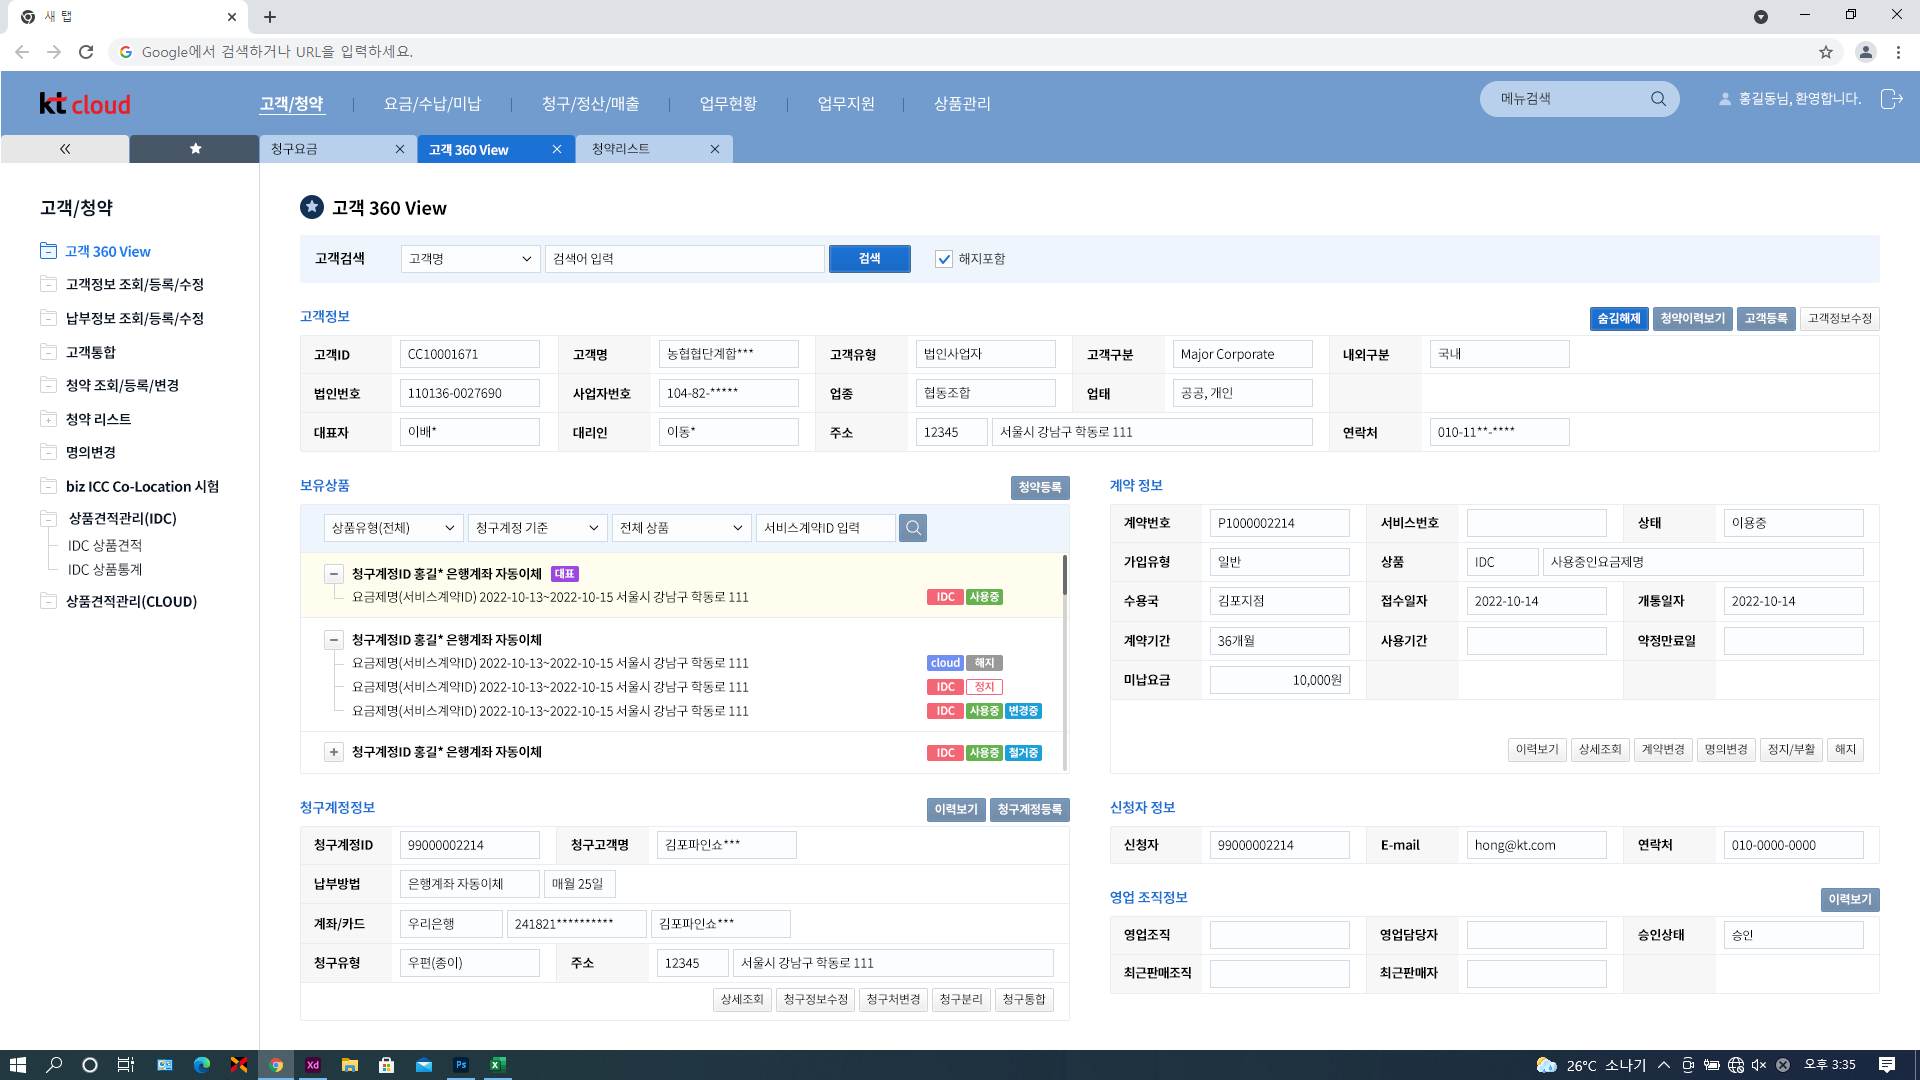 새 탭
Google에서 검색하거나 URL을 입력하세요.
kt cloud
고객/청약 요금/수납/미납 청구/정산/매출 업무현황 업무지원 상품관리
메뉴검색
홍길동님, 환영합니다.
청구요금 고객 360 View 청약리스트
고객/청약
고객 360 View
고객정보 조회/등록/수정
납부정보 조회/등록/수정
고객통합
청약 조회/등록/변경
청약 리스트
명의변경
biz ICC Co-Location 시험
상품견적관리(IDC)
IDC 상품견적
IDC 상품통계
상품견적관리(CLOUD)
고객 360 View
고객검색 고객명 검색어 입력 검색 해지포함
고객정보 숨김해제 청약이력보기 고객등록 고객정보수정
고객ID CC10001671 고객명 농협협단계합*** 고객유형 법인사업자 고객구분 Major Corporate 내외구분 국내
법인번호 110136-0027690 사업자번호 104-82-***** 업종 협동조합 업태 공공, 개인
대표자 이배* 대리인 이동* 주소 12345 서울시 강남구 학동로 111 연락처 010-11**-****
보유상품 청약등록
상품유형(전체) 청구계정 기준 전체 상품 서비스계약ID 입력
청구계정ID 홍길* 은행계좌 자동이체 대표
요금제명(서비스계약ID) 2022-10-13~2022-10-15 서울시 강남구 학동로 111 IDC 사용중
청구계정ID 홍길* 은행계좌 자동이체
요금제명(서비스계약ID) 2022-10-13~2022-10-15 서울시 강남구 학동로 111 cloud 해지
요금제명(서비스계약ID) 2022-10-13~2022-10-15 서울시 강남구 학동로 111 IDC 정지
요금제명(서비스계약ID) 2022-10-13~2022-10-15 서울시 강남구 학동로 111 IDC 사용중 변경중
청구계정ID 홍길* 은행계좌 자동이체 IDC 사용중 철거중
계약 정보
계약번호 P1000002214 서비스번호 상태 이용중
가입유형 일반 상품 IDC 사용중인요금제명
수용국 김포지점 접수일자 2022-10-14 개통일자 2022-10-14
계약기간 36개월 사용기간 약정만료일
미납요금 10,000원
이력보기 상세조회 계약변경 명의변경 정지/부활 해지
청구계정정보 이력보기 청구계정등록
청구계정ID 99000002214 청구고객명 김포파인쇼***
납부방법 은행계좌 자동이체 매월 25일
계좌/카드 우리은행 241821********** 김포파인쇼***
청구유형 우편(종이) 주소 12345 서울시 강남구 학동로 111
상세조회 청구정보수정 청구처변경 청구분리 청구통합
신청자 정보
신청자 99000002214 E-mail hong@kt.com 연락처 010-0000-0000
영업 조직정보 이력보기
영업조직 영업담당자 승인상태 승인
최근판매조직 최근판매자
Xd Ps 26°C 소나기 오후 3:35